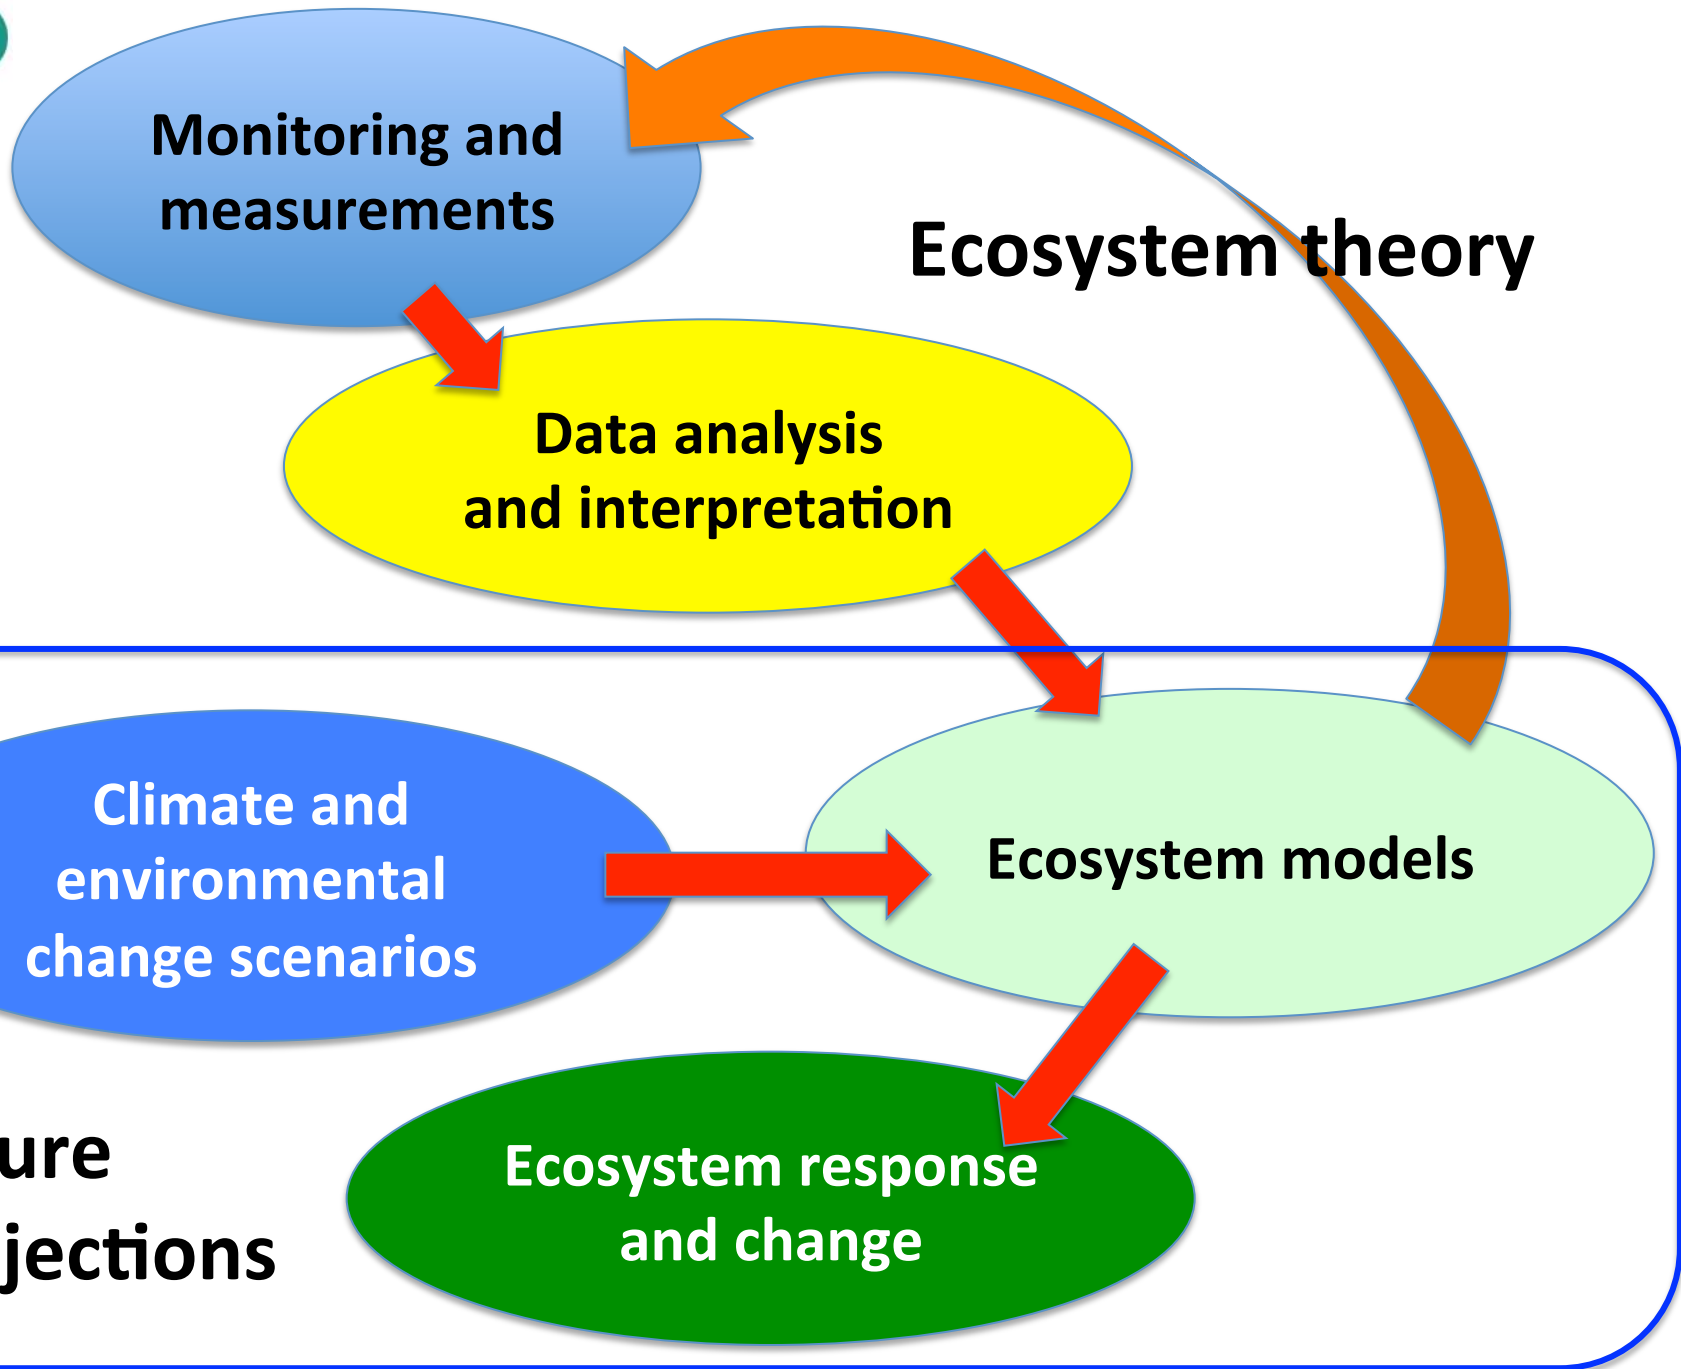 Monitoring and
measurements
Ecosystem theory
Data analysis
and interpretation
Climate and
environmental
change scenarios
Ecosystem models
ure
jections
Ecosystem response
and change